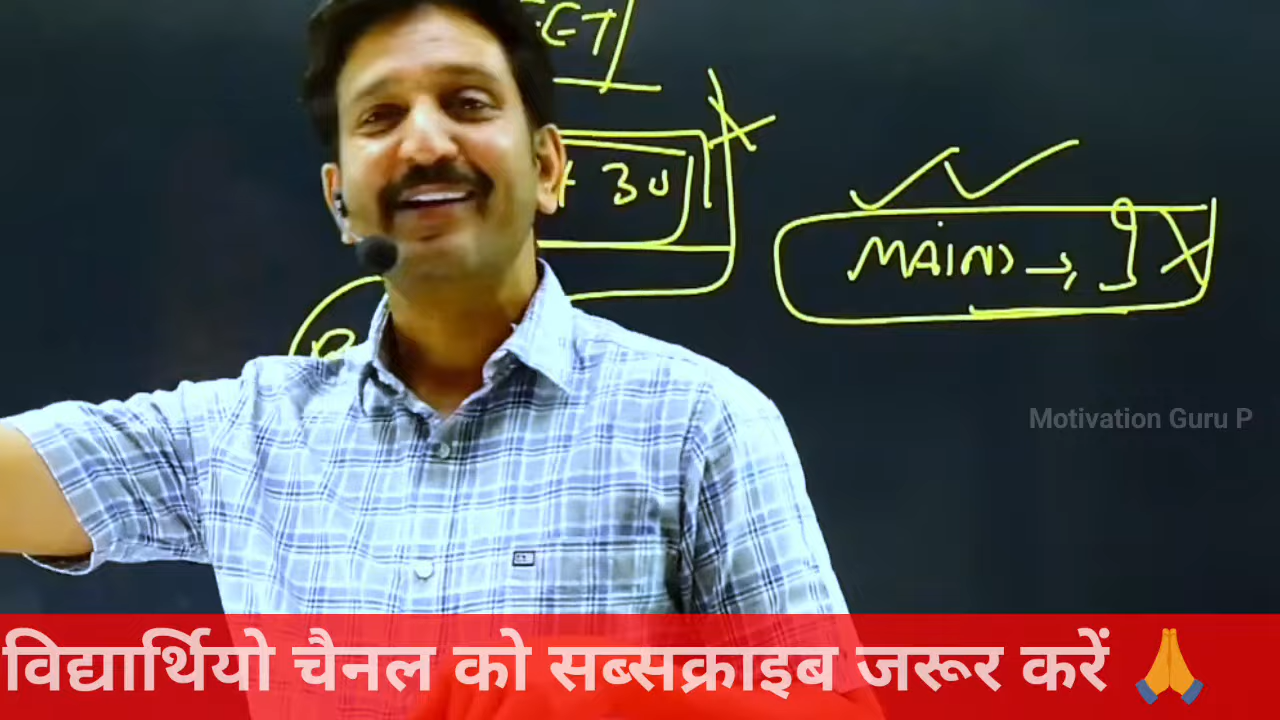 MAINS →
Motivation Guru P
विद्यार्थियो चैनल को सब्सक्राइब जरूर करें 🙏